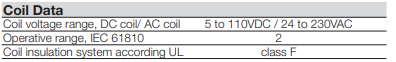 Coil Data
Coil voltage range, DC coil/ AC coil 5 to 110VDC / 24 to 230VAC
Operative range, IEC 61810 2
Coil insulation system according UL class F